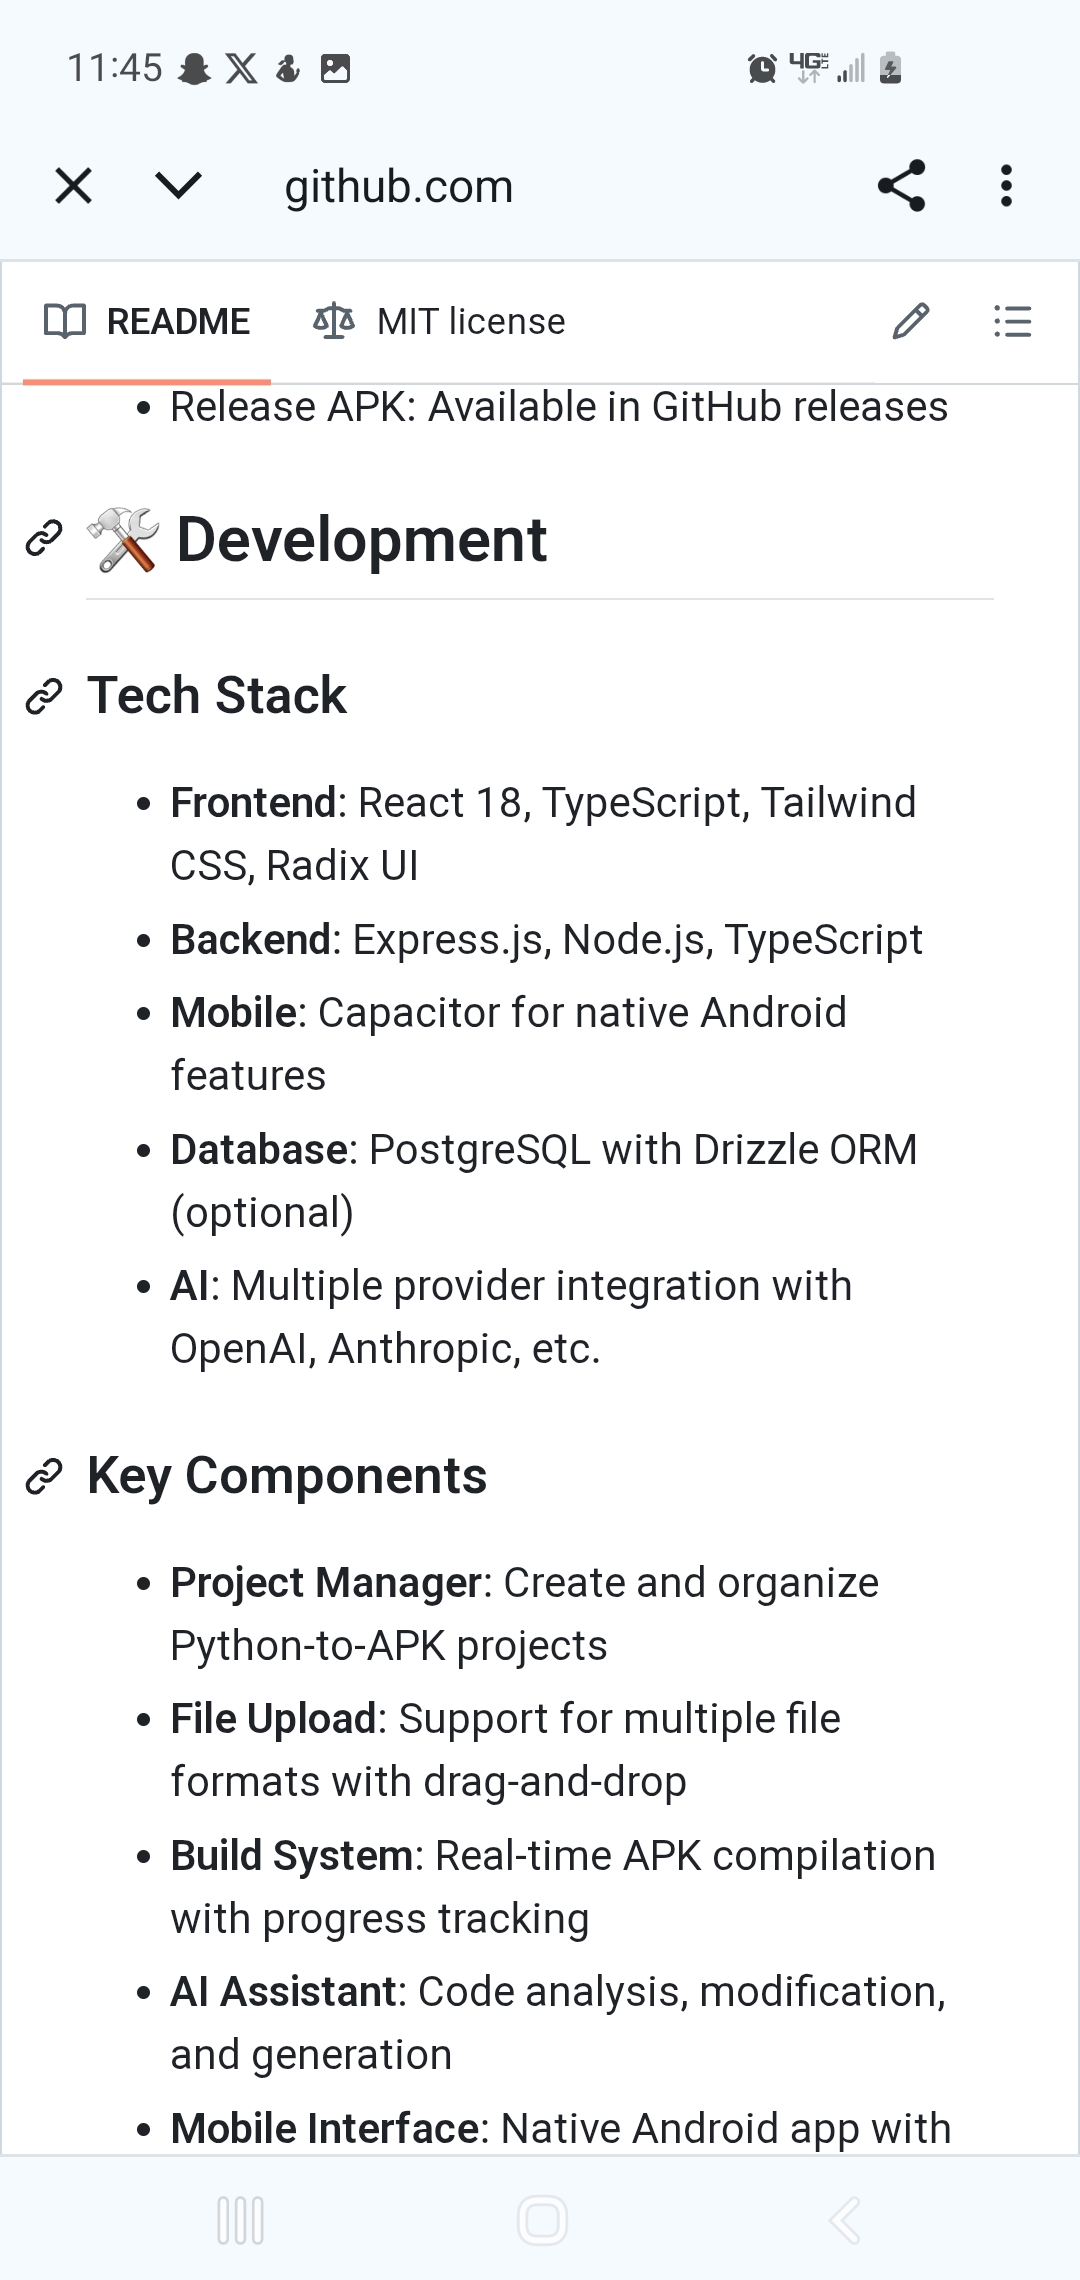 11:45
4G LTE
github.com
README
MIT license
Release APK: Available in GitHub releases
Development
Tech Stack
Frontend: React 18, TypeScript, Tailwind
CSS, Radix UI
Backend: Express.js, Node.js, TypeScript
Mobile: Capacitor for native Android
features
Database: PostgreSQL with Drizzle ORM
(optional)
AI: Multiple provider integration with
OpenAI, Anthropic, etc.
Key Components
Project Manager: Create and organize
Python-to-APK projects
File Upload: Support for multiple file
formats with drag-and-drop
Build System: Real-time APK compilation
with progress tracking
AI Assistant: Code analysis, modification,
and generation
Mobile Interface: Native Android app with